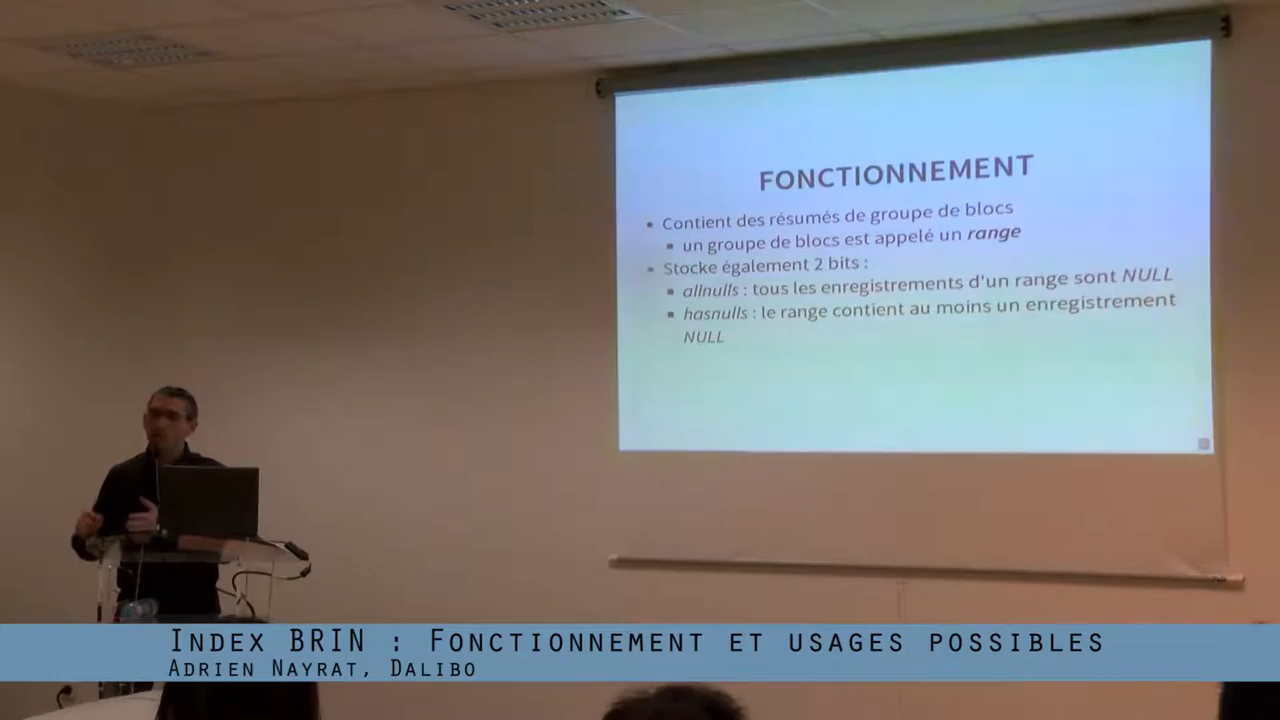 FONCTIONNEMENT
• Contient des résumés de groupe de blocs
▪ un groupe de blocs est appelé un range
• Stocke également 2 bits :
▪ allnulls : tous les enregistrements d'un range sont NULL
▪ hasnulls : le range contient au moins un enregistrement
NULL
Index BRIN : Fonctionnement et usages possibles
Adrien Nayrat, Dalibo